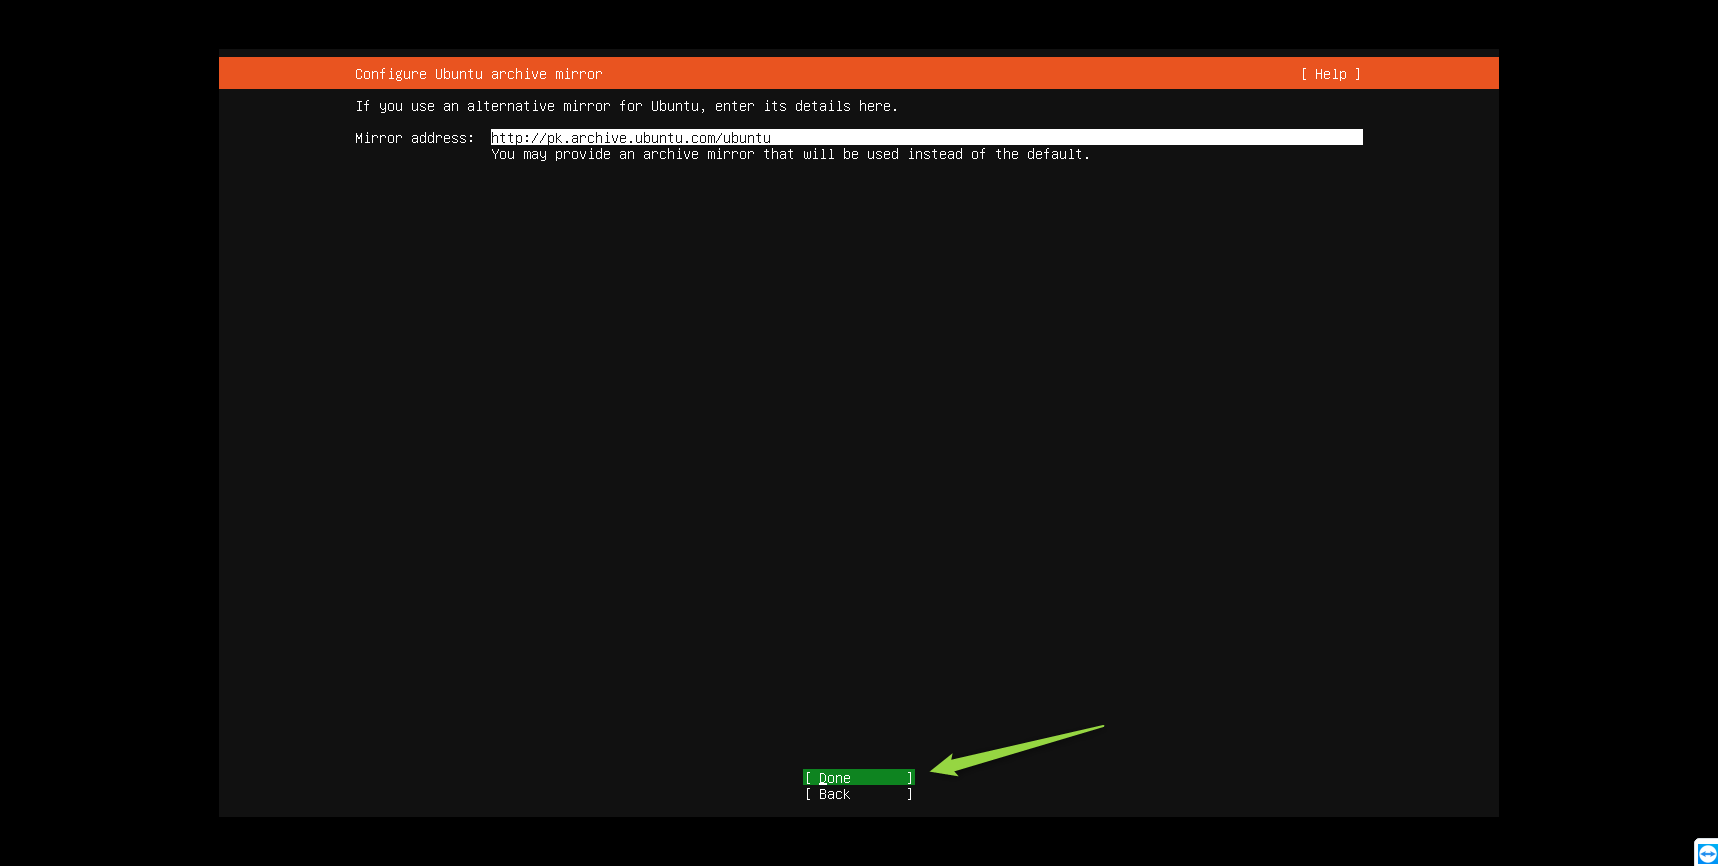 Configure Ubuntu archive mirror [ Help ]
If you use an alternative mirror for Ubuntu, enter its details here.
Mirror address: http://pk.archive.ubuntu.com/ubuntu
You may provide an archive mirror that will be used instead of the default.
[ Done ]
[ Back ]